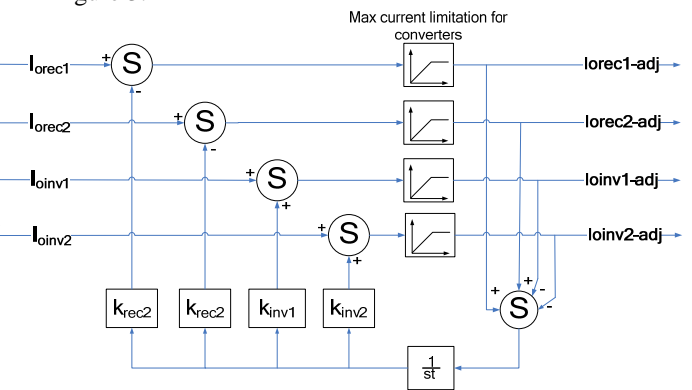 Max current limitation for
converters
Iorec1 + S - Iorec1-adj
Iorec2 + S - Iorec2-adj
Ioinv1 + S + Ioinv1-adj
Ioinv2 + S + Ioinv2-adj
+ + - - S
krec2 krec2 kinv1 kinv2
1
st